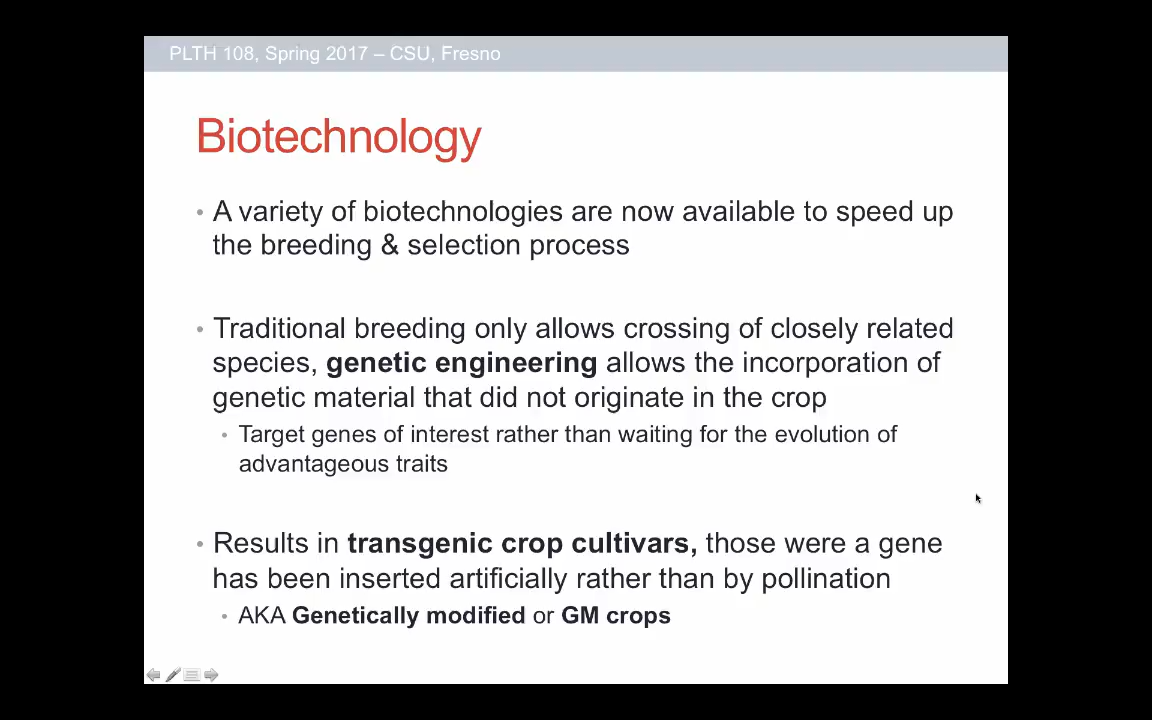 PLTH 108, Spring 2017 – CSU, Fresno
Biotechnology
• A variety of biotechnologies are now available to speed up
the breeding & selection process
• Traditional breeding only allows crossing of closely related
species, genetic engineering allows the incorporation of
genetic material that did not originate in the crop
• Target genes of interest rather than waiting for the evolution of
advantageous traits
• Results in transgenic crop cultivars, those were a gene
has been inserted artificially rather than by pollination
• AKA Genetically modified or GM crops